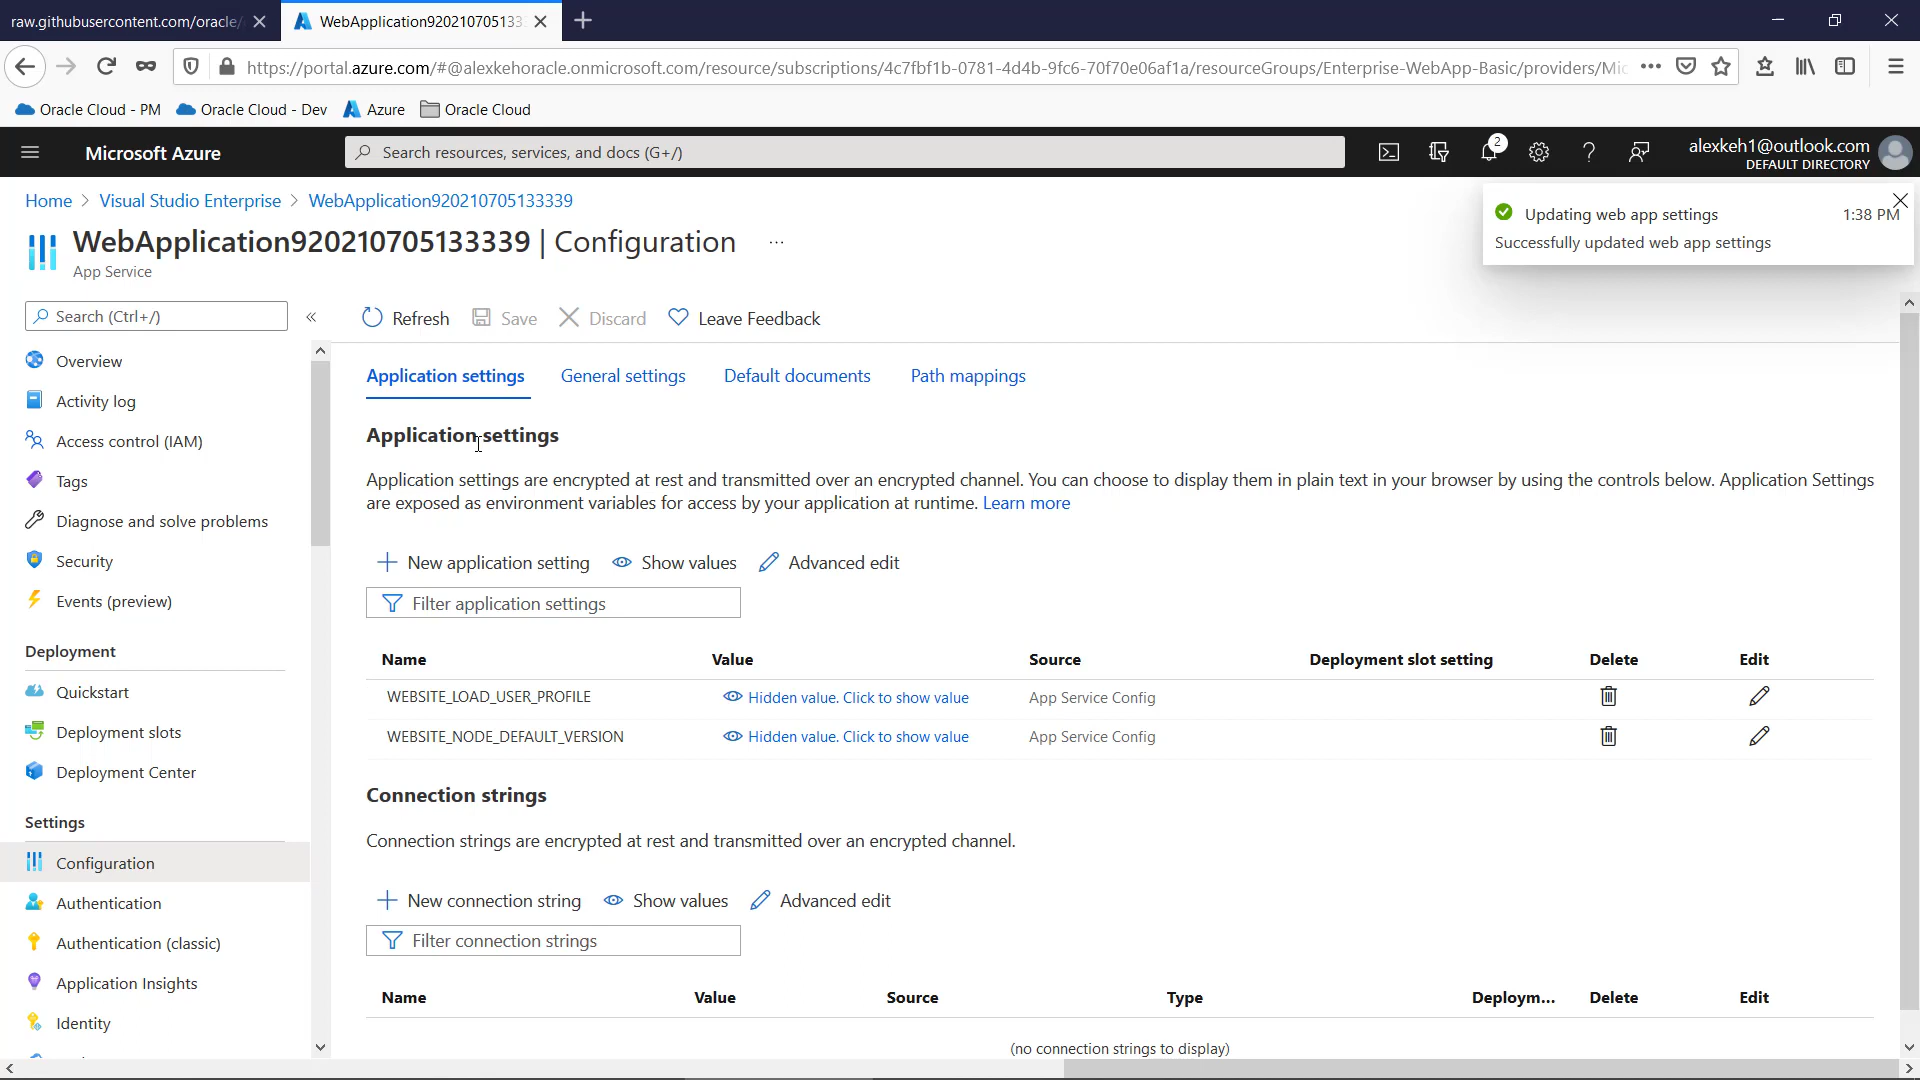 raw.githubusercontent.com/oracle/
WebApplication920210705133
https://portal.azure.com/#@alexkehoracle.onmicrosoft.com/resource/subscriptions/4c7fbf1b-0781-4d4b-9fc6-70f70e06af1a/resourceGroups/Enterprise-WebApp-Basic/providers/Mic
Oracle Cloud - PM
Oracle Cloud - Dev
Azure
Oracle Cloud
Microsoft Azure
Search resources, services, and docs (G+/)
2
alexkeh1@outlook.com
DEFAULT DIRECTORY
Home > Visual Studio Enterprise > WebApplication920210705133339
Updating web app settings 1:38 PM
Successfully updated web app settings
WebApplication920210705133339 | Configuration ...
App Service
Search (Ctrl+/)
«
Refresh
Save
Discard
Leave Feedback
Overview
Activity log
Access control (IAM)
Tags
Diagnose and solve problems
Security
Events (preview)
Deployment
Quickstart
Deployment slots
Deployment Center
Settings
Configuration
Authentication
Authentication (classic)
Application Insights
Identity
Application settings
General settings
Default documents
Path mappings
Application settings
Application settings are encrypted at rest and transmitted over an encrypted channel. You can choose to display them in plain text in your browser by using the controls below. Application Settings
are exposed as environment variables for access by your application at runtime. Learn more
New application setting
Show values
Advanced edit
Filter application settings
Name Value Source Deployment slot setting Delete Edit
WEBSITE_LOAD_USER_PROFILE Hidden value. Click to show value App Service Config
WEBSITE_NODE_DEFAULT_VERSION Hidden value. Click to show value App Service Config
Connection strings
Connection strings are encrypted at rest and transmitted over an encrypted channel.
New connection string
Show values
Advanced edit
Filter connection strings
Name Value Source Type Deploym... Delete Edit
(no connection strings to display)